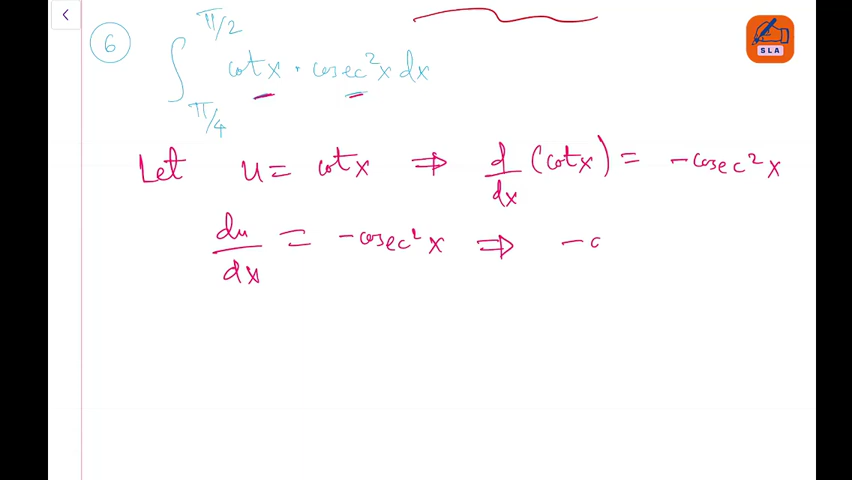 6 ∫_{π/4}^{π/2} cot x · cosec²x dx
SLA
Let u = cot x ⇒ d/dx (cot x) = -cosec²x
du/dx = -cosec²x ⇒ -c